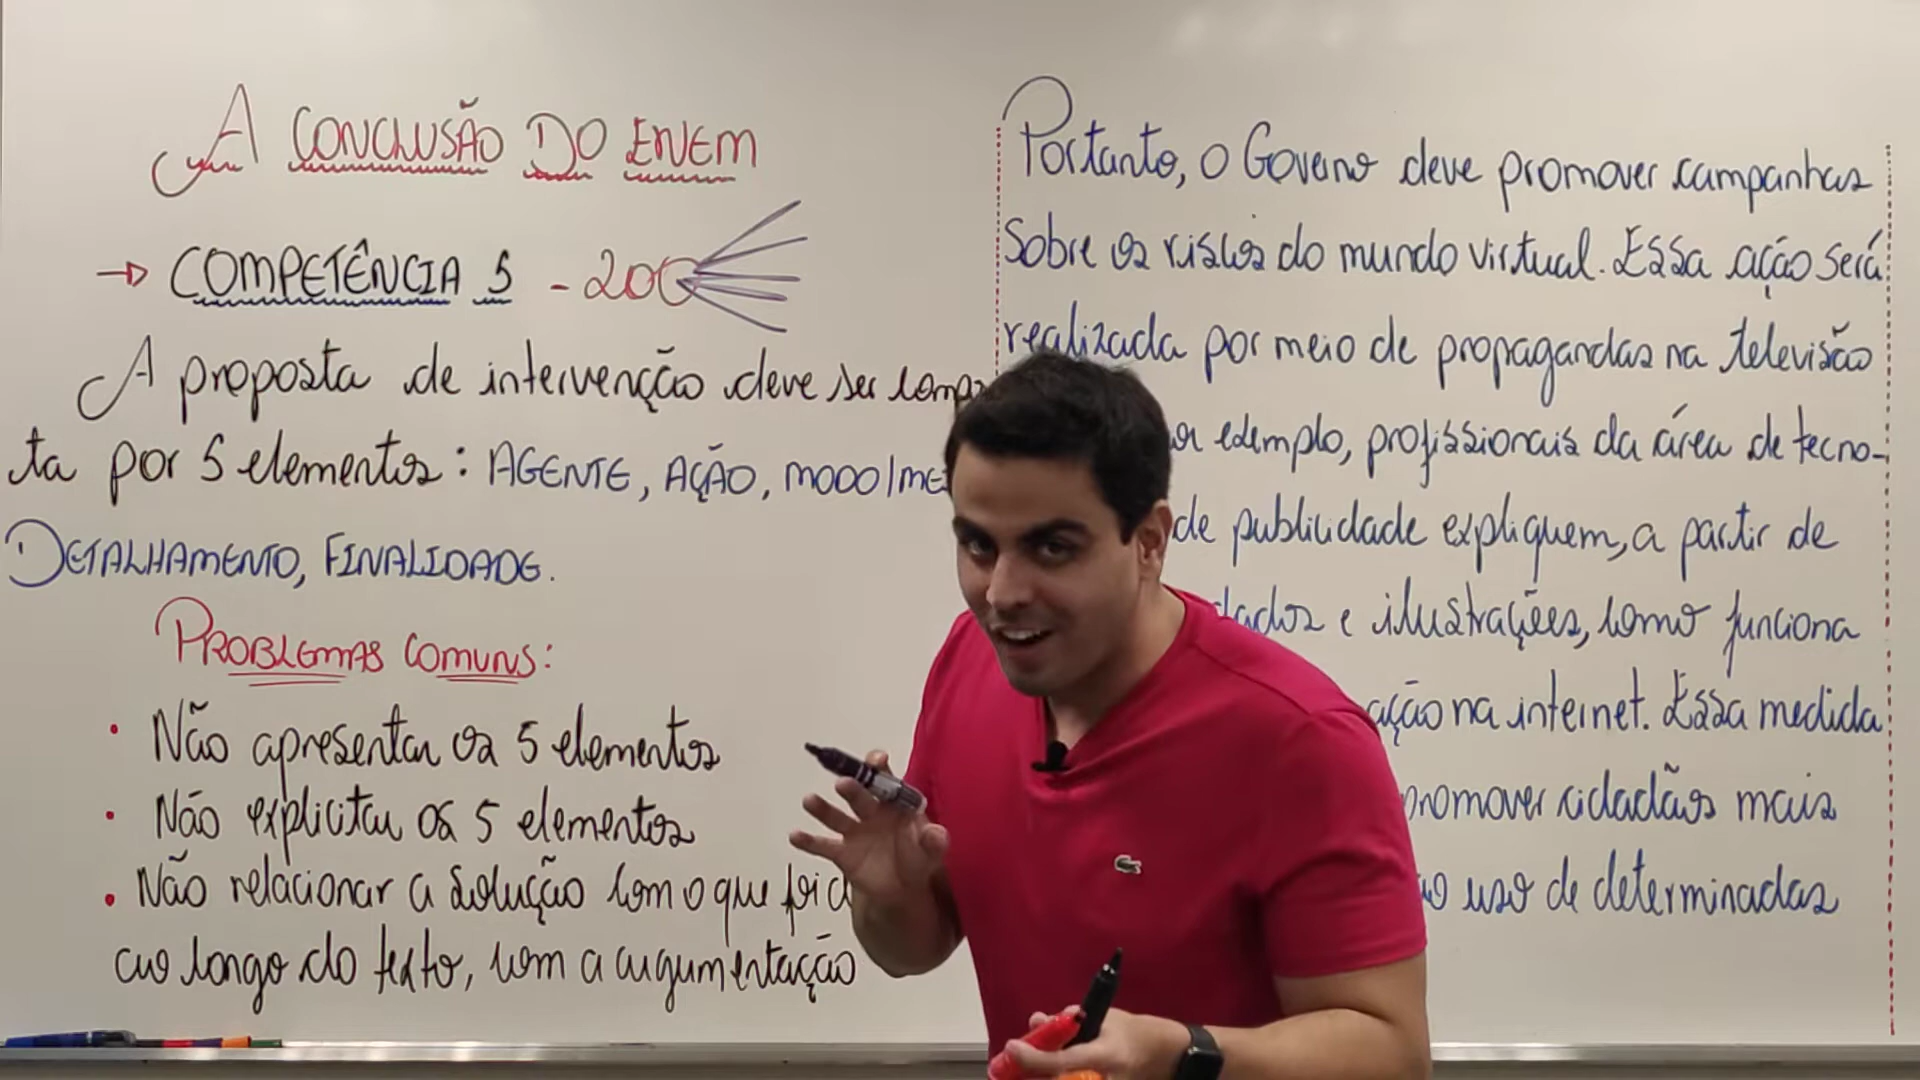 A CONCLUSÃO DO ENEM
COMPETÊNCIA 5 - 200
A proposta de intervenção deve ser compos
ta por 5 elementos: AGENTE, AÇÃO, MODO/ME
DETALHAMENTO, FINALIDADE.
PROBLEMAS COMUNS:
• Não apresentar os 5 elementos
• Não explicitar os 5 elementos
• Não relacionar a solução com o que foi d
ao longo do texto, com a argumentação
Portanto, o Governo deve promover campanhas
sobre os riscos do mundo virtual. Essa ação será
realizada por meio de propagandas na televisão
exemplo, profissionais da área de tecno-
de publicidade expliquem, a partir de
dados e ilustrações, como funciona
ação na internet. Essa medida
promover cidadãos mais
uso de determinadas